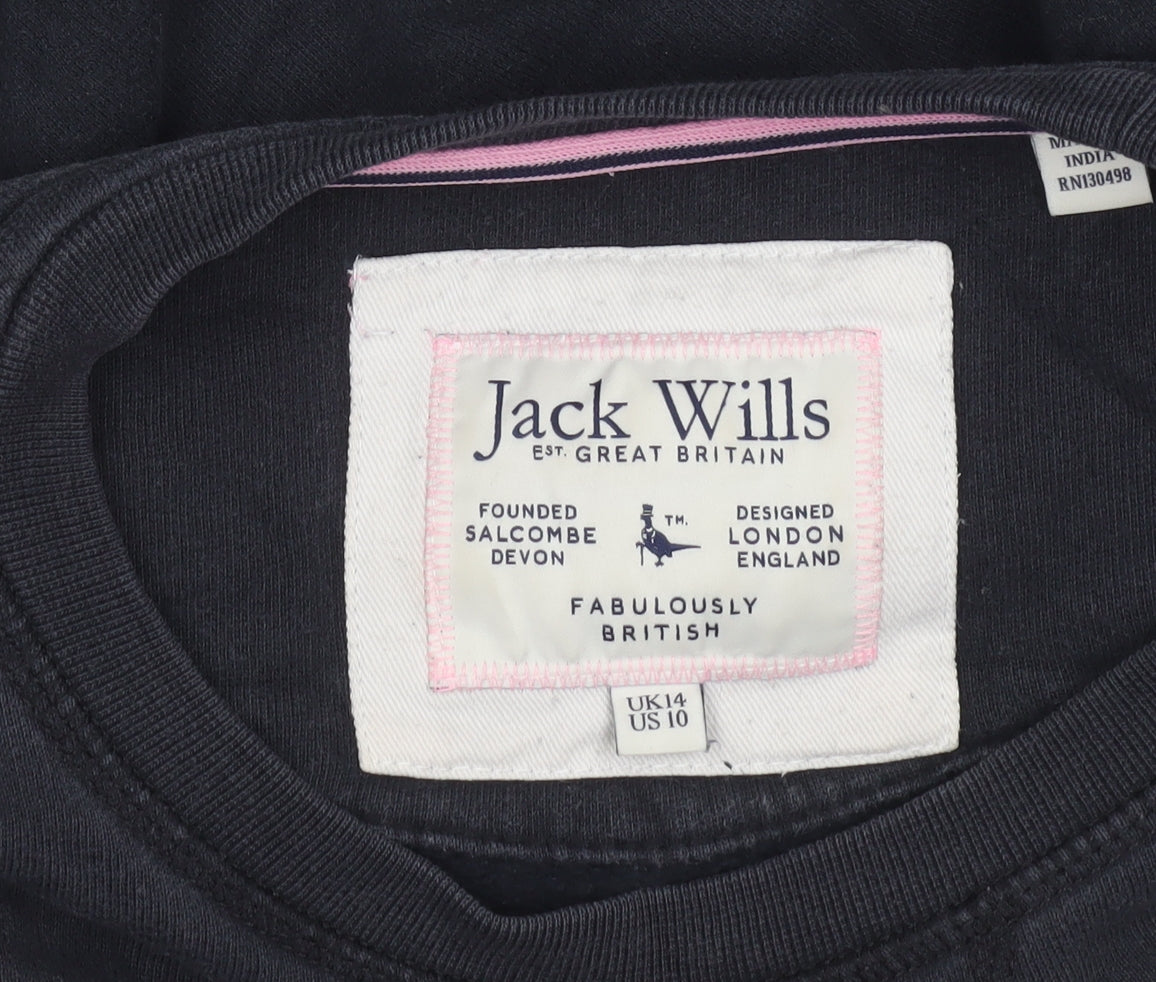 INDIA
RN130498
Jack Wills
EST. GREAT BRITAIN
FOUNDED
SALCOMBE
DEVON
TM.
DESIGNED
LONDON
ENGLAND
FABULOUSLY
BRITISH
UK14
US 10